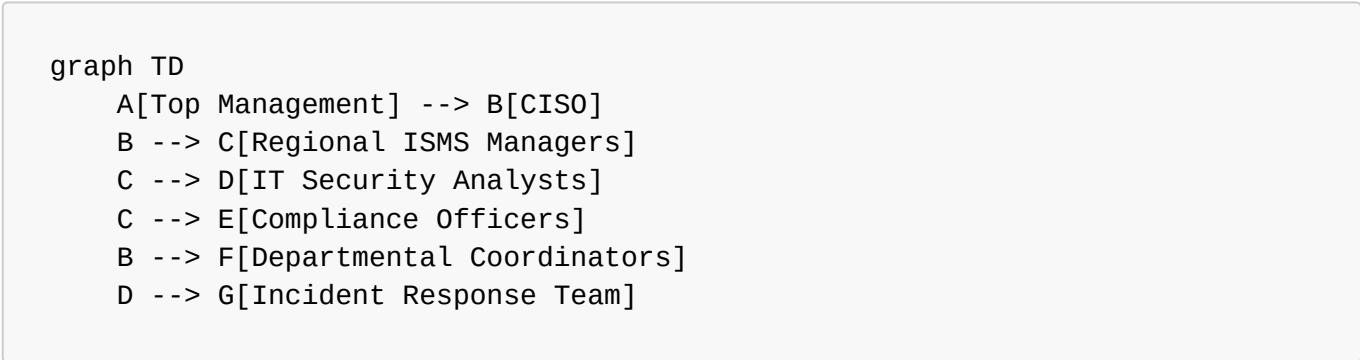 graph TD
    A[Top Management] --> B[CISO]
    B --> C[Regional ISMS Managers]
    C --> D[IT Security Analysts]
    C --> E[Compliance Officers]
    B --> F[Departmental Coordinators]
    D --> G[Incident Response Team]